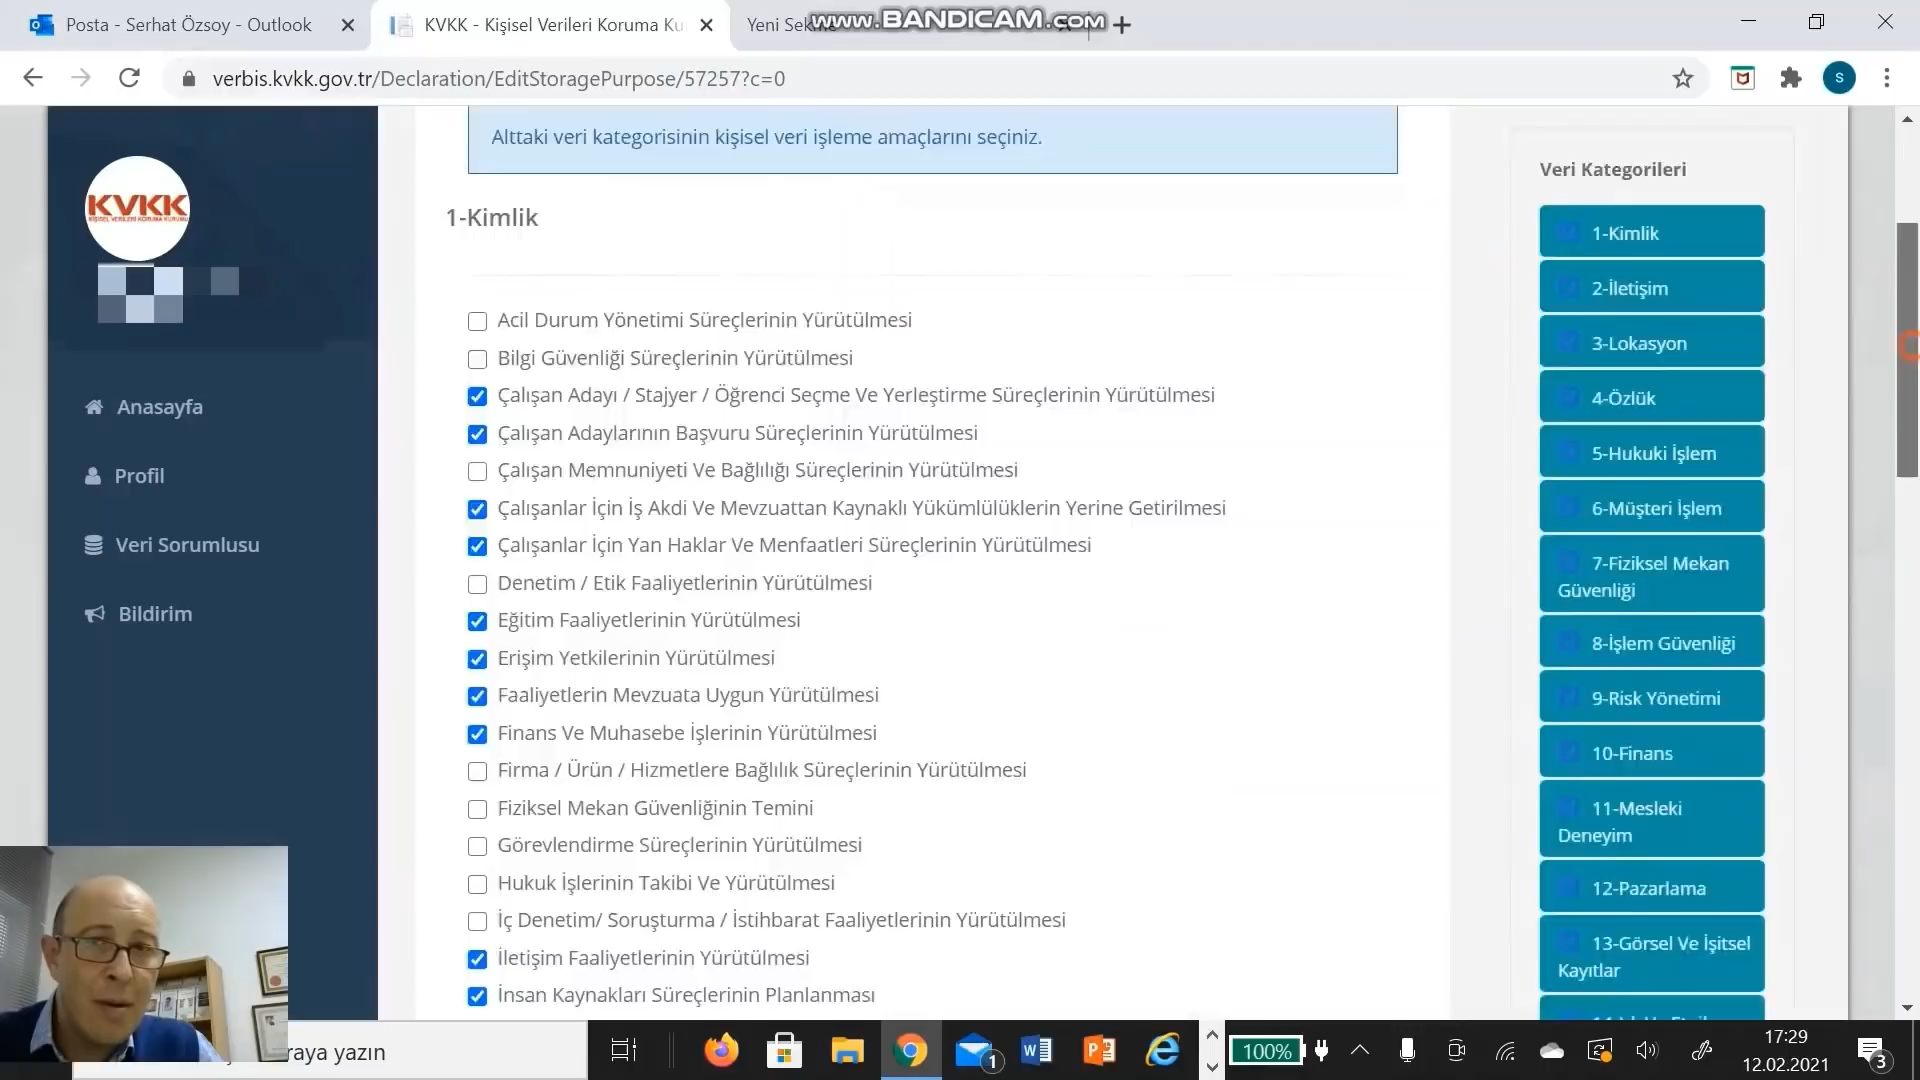 Posta - Serhat Özsoy - Outlook
KVKK - Kişisel Verileri Koruma Ku
Yeni Sekme
www.BANDICAM.com
verbis.kvkk.gov.tr/Declaration/EditStoragePurpose/57257?c=0
S
KVKK
KİŞİSEL VERİLERİ KORUMA KURUMU
Anasayfa
Profil
Veri Sorumlusu
Bildirim
Alttaki veri kategorisinin kişisel veri işleme amaçlarını seçiniz.
1-Kimlik
Acil Durum Yönetimi Süreçlerinin Yürütülmesi
Bilgi Güvenliği Süreçlerinin Yürütülmesi
Çalışan Adayı / Stajyer / Öğrenci Seçme Ve Yerleştirme Süreçlerinin Yürütülmesi
Çalışan Adaylarının Başvuru Süreçlerinin Yürütülmesi
Çalışan Memnuniyeti Ve Bağlılığı Süreçlerinin Yürütülmesi
Çalışanlar İçin İş Akdi Ve Mevzuattan Kaynaklı Yükümlülüklerin Yerine Getirilmesi
Çalışanlar İçin Yan Haklar Ve Menfaatleri Süreçlerinin Yürütülmesi
Denetim / Etik Faaliyetlerinin Yürütülmesi
Eğitim Faaliyetlerinin Yürütülmesi
Erişim Yetkilerinin Yürütülmesi
Faaliyetlerin Mevzuata Uygun Yürütülmesi
Finans Ve Muhasebe İşlerinin Yürütülmesi
Firma / Ürün / Hizmetlere Bağlılık Süreçlerinin Yürütülmesi
Fiziksel Mekan Güvenliğinin Temini
Görevlendirme Süreçlerinin Yürütülmesi
Hukuk İşlerinin Takibi Ve Yürütülmesi
İç Denetim/ Soruşturma / İstihbarat Faaliyetlerinin Yürütülmesi
İletişim Faaliyetlerinin Yürütülmesi
İnsan Kaynakları Süreçlerinin Planlanması
Veri Kategorileri
1-Kimlik
2-İletişim
3-Lokasyon
4-Özlük
5-Hukuki İşlem
6-Müşteri İşlem
7-Fiziksel Mekan
Güvenliği
8-İşlem Güvenliği
9-Risk Yönetimi
10-Finans
11-Mesleki
Deneyim
12-Pazarlama
13-Görsel Ve İşitsel
Kayıtlar
raya yazın
1
100%
17:29
12.02.2021
3